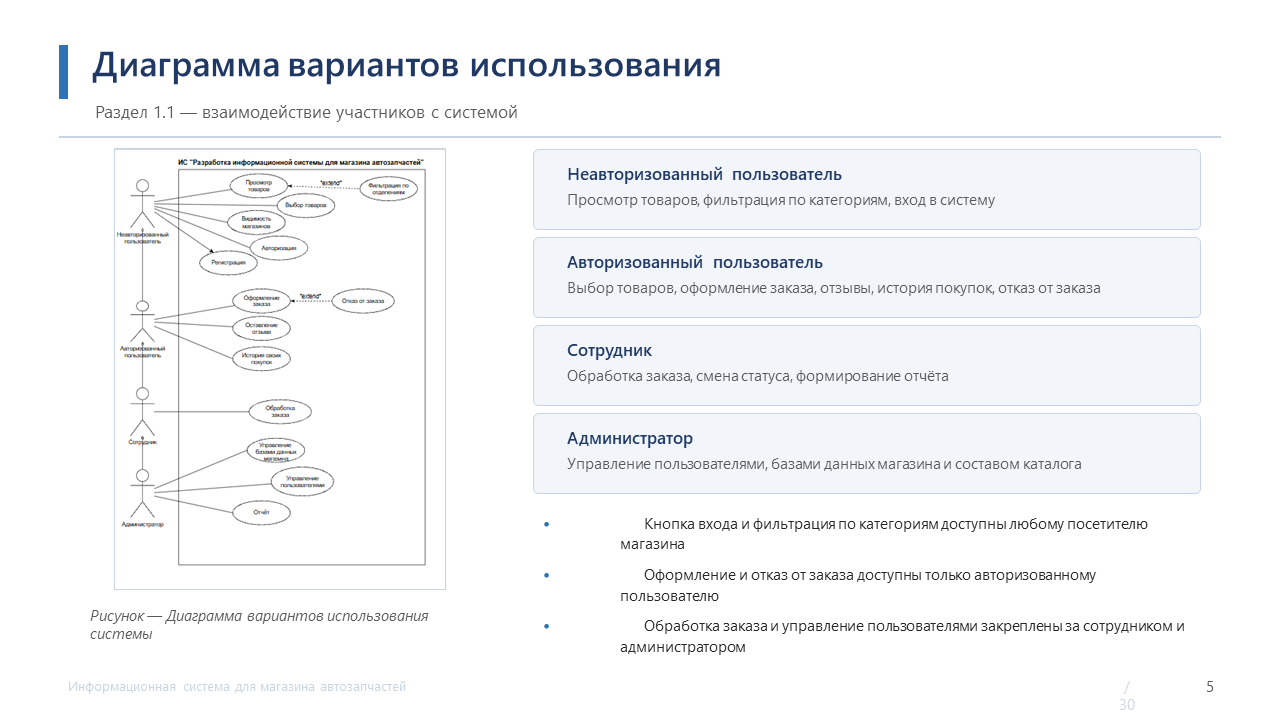 Диаграмма вариантов использования
Раздел 1.1 — взаимодействие участников с системой
ИС "Разработка информационной системы для магазина автозапчастей"
Просмотр
товаров
"extend"
Фильтрация по
отделениям
Выбор товаров
Видимость
магазинов
Неавторизованный
пользователь
Авторизация
Регистрация
Оформление
заказа
"extend"
Отказ от заказа
Оставление
отзыва
Авторизованный
пользователь
История своих
покупок
Обработка
заказа
Сотрудник
Управление
базами данных
магазина
Управление
пользователями
Отчёт
Администратор
Рисунок — Диаграмма вариантов использования
системы
Неавторизованный пользователь
Просмотр товаров, фильтрация по категориям, вход в систему
Авторизованный пользователь
Выбор товаров, оформление заказа, отзывы, история покупок, отказ от заказа
Сотрудник
Обработка заказа, смена статуса, формирование отчёта
Администратор
Управление пользователями, базами данных магазина и составом каталога
• Кнопка входа и фильтрация по категориям доступны любому посетителю
магазина
• Оформление и отказ от заказа доступны только авторизованному
пользователю
• Обработка заказа и управление пользователями закреплены за сотрудником и
администратором
Информационная система для магазина автозапчастей
/
30
5